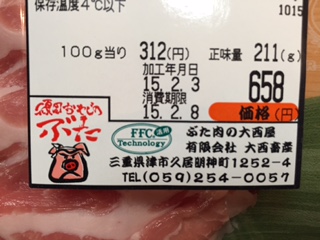 保存温度4℃以下
1015
100g当り 312(円) 正味量 211(g)
加工年月日
15.2.3
消費期限
15.2.8
658
価格(円)
ぶた
FFC
Technology
ぶた肉の大西屋
有限会社 大西畜産
三重県津市久居明神町1252-4
TEL(059)254-0057